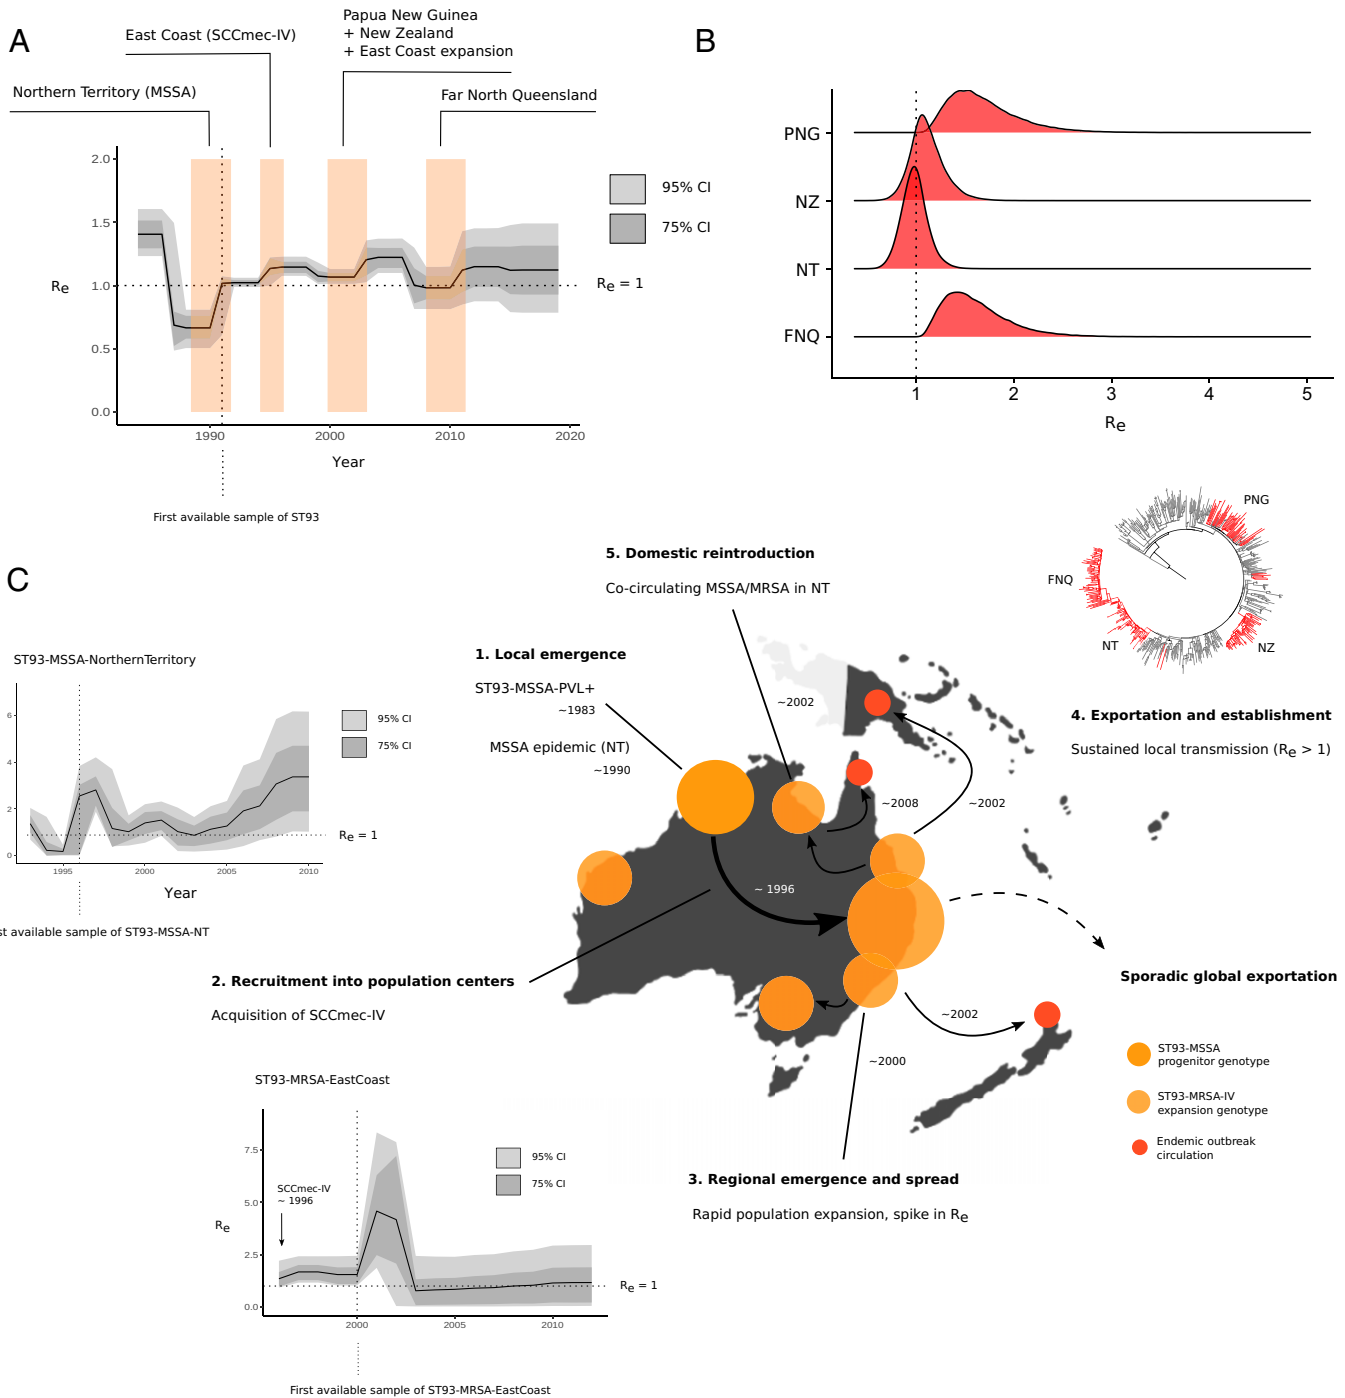 A
East Coast (SCCmec-IV)
Papua New Guinea
+ New Zealand
+ East Coast expansion
Northern Territory (MSSA)
Far North Queensland
2.0
1.5
1.0
0.5
0.0
Re
95% CI
75% CI
Re = 1
1990
2000
2010
2020
Year
First available sample of ST93
B
PNG
NZ
NT
FNQ
1
2
3
4
5
Re
C
ST93-MSSA-NorthernTerritory
6
4
2
0
95% CI
75% CI
Re = 1
1995
2000
2005
2010
Year
st available sample of ST93-MSSA-NT
5. Domestic reintroduction
Co-circulating MSSA/MRSA in NT
1. Local emergence
ST93-MSSA-PVL+
~1983
MSSA epidemic (NT)
~1990
~2002
~2008
~2002
~ 1996
~2002
~2000
PNG
FNQ
NT
NZ
4. Exportation and establishment
Sustained local transmission (Re > 1)
2. Recruitment into population centers
Acquisition of SCCmec-IV
Sporadic global exportation
ST93-MSSA
progenitor genotype
ST93-MRSA-IV
expansion genotype
Endemic outbreak
circulation
3. Regional emergence and spread
Rapid population expansion, spike in Re
ST93-MRSA-EastCoast
7.5
5.0
2.5
0.0
Re
SCCmec-IV
~ 1996
95% CI
75% CI
Re = 1
2000
2005
2010
First available sample of ST93-MRSA-EastCoast